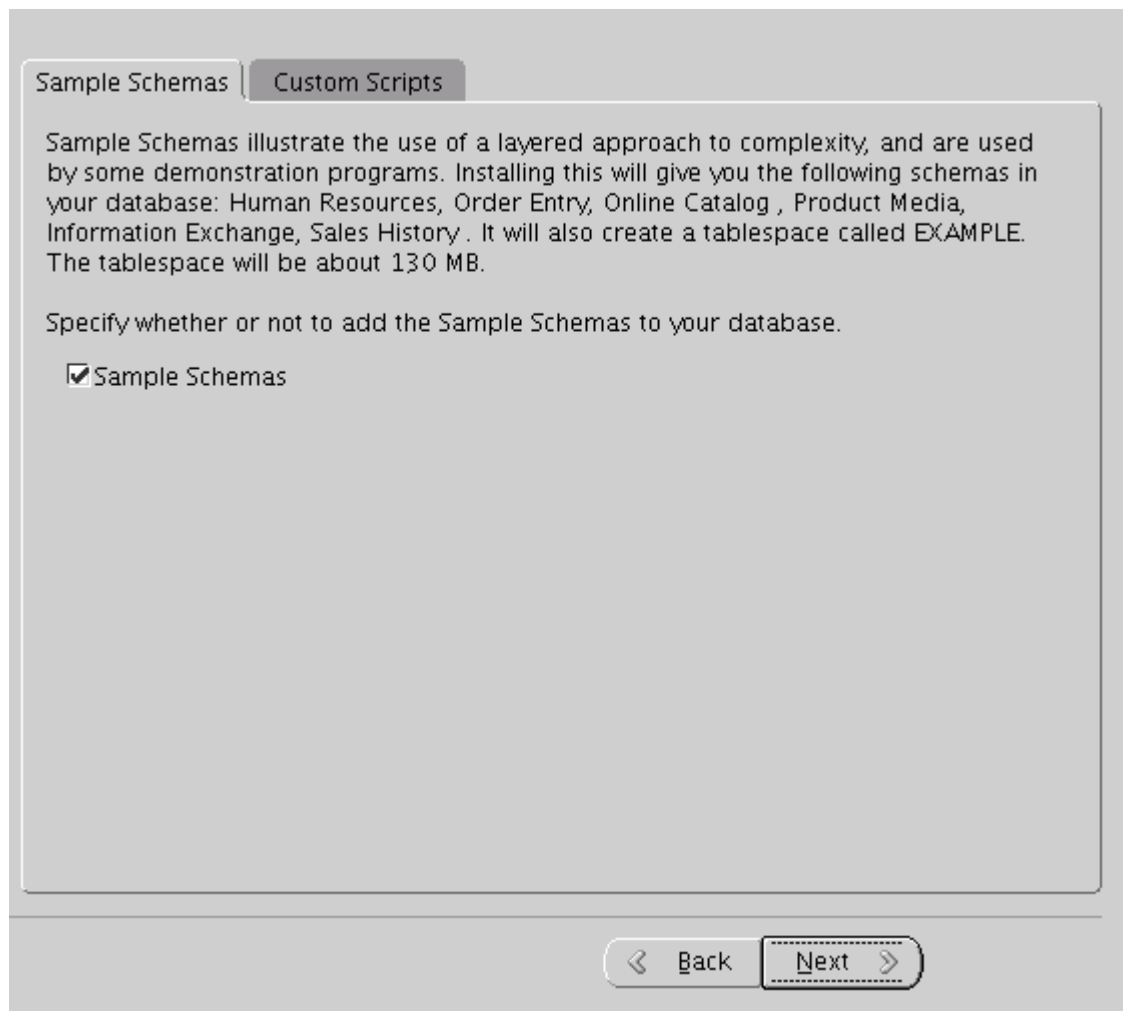 Sample Schemas
Custom Scripts
Sample Schemas illustrate the use of a layered approach to complexity, and are used
by some demonstration programs. Installing this will give you the following schemas in
your database: Human Resources, Order Entry, Online Catalog , Product Media,
Information Exchange, Sales History . It will also create a tablespace called EXAMPLE.
The tablespace will be about 130 MB.
Specify whether or not to add the Sample Schemas to your database.
Sample Schemas
Back
Next